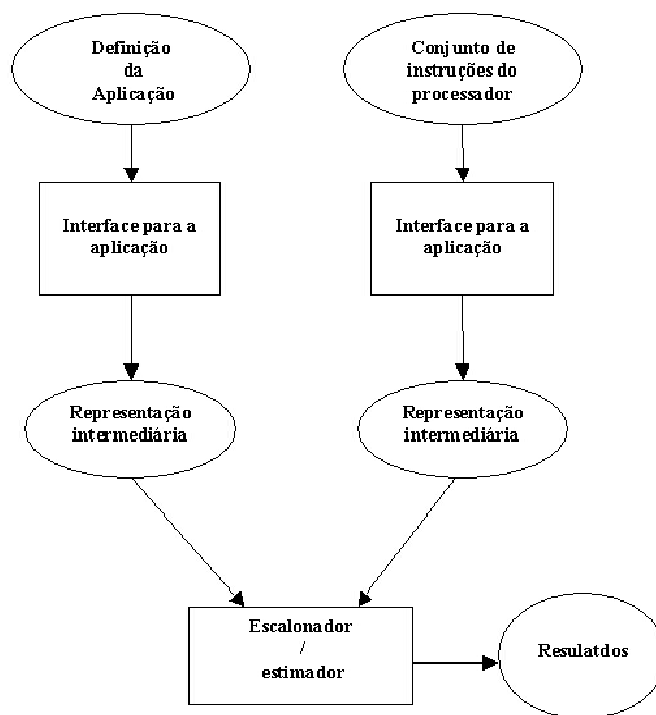 Definição
da
Aplicação
Conjunto de
instruções do
processador
Interface para a
aplicação
Interface para a
aplicação
Representação
intermediária
Representação
intermediária
Escalonador
/
estimador
Resulatdos